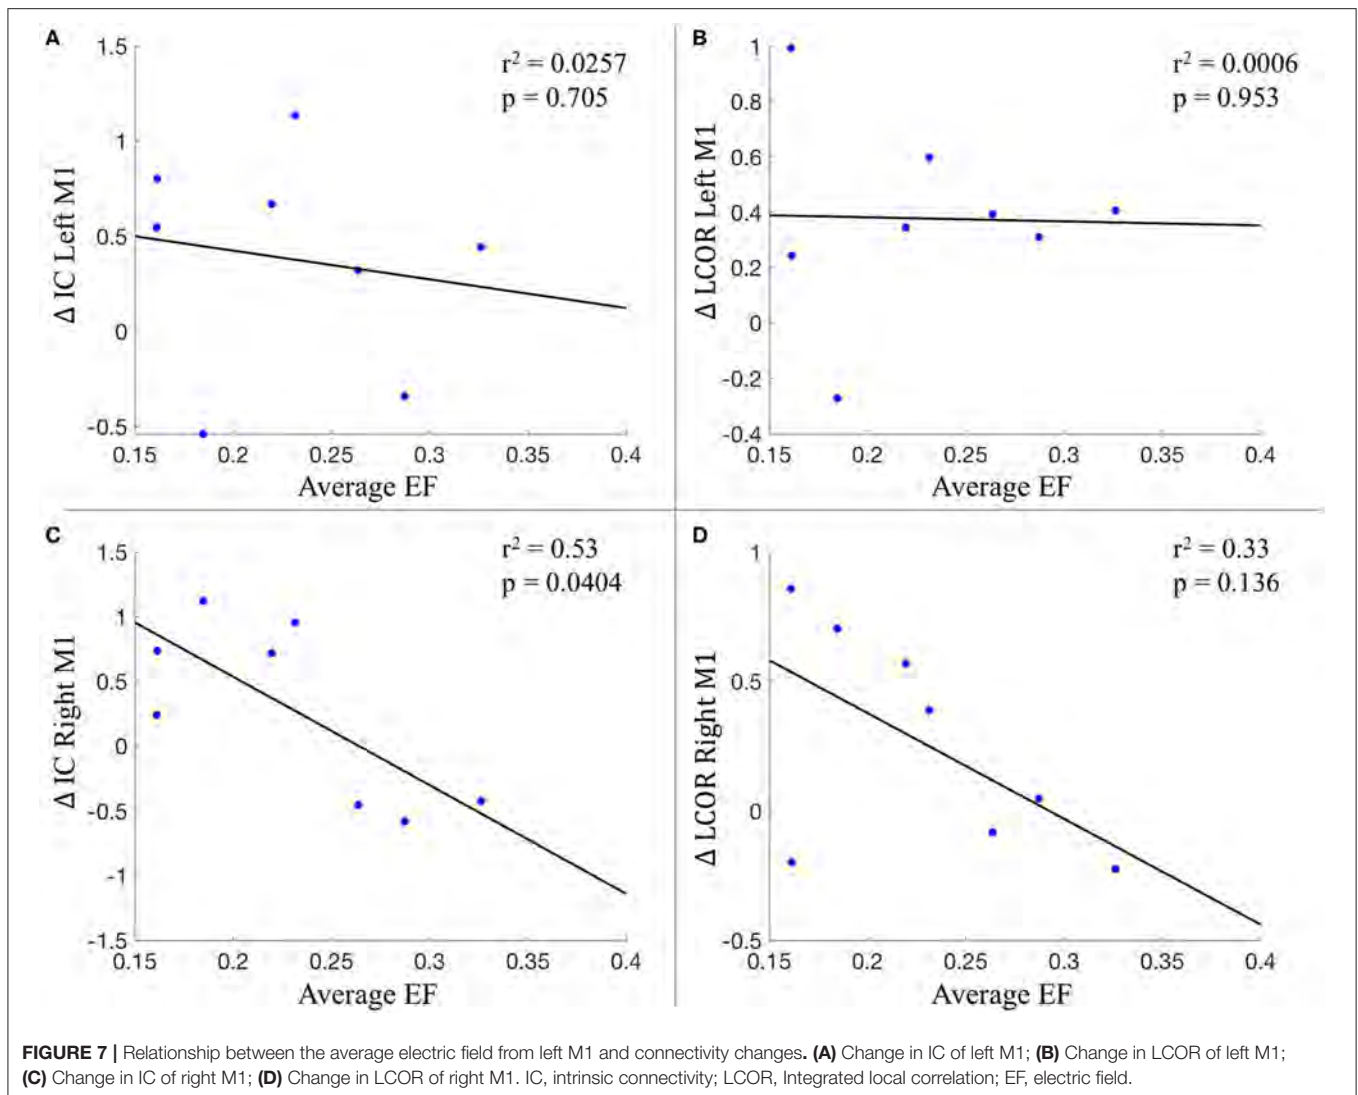 A
1.5
1
0.5
0
-0.5
0.15
0.2
0.25
0.3
0.35
0.4
Δ IC Left M1
Average EF
r² = 0.0257
p = 0.705
B
1
0.8
0.6
0.4
0.2
0
-0.2
-0.4
0.15
0.2
0.25
0.3
0.35
0.4
Δ LCOR Left M1
Average EF
r² = 0.0006
p = 0.953
C
1.5
1
0.5
0
-0.5
-1
-1.5
0.15
0.2
0.25
0.3
0.35
0.4
Δ IC Right M1
Average EF
r² = 0.53
p = 0.0404
D
1
0.5
0
-0.5
0.15
0.2
0.25
0.3
0.35
0.4
Δ LCOR Right M1
Average EF
r² = 0.33
p = 0.136
FIGURE 7 | Relationship between the average electric field from left M1 and connectivity changes. (A) Change in IC of left M1; (B) Change in LCOR of left M1;
(C) Change in IC of right M1; (D) Change in LCOR of right M1. IC, intrinsic connectivity; LCOR, Integrated local correlation; EF, electric field.